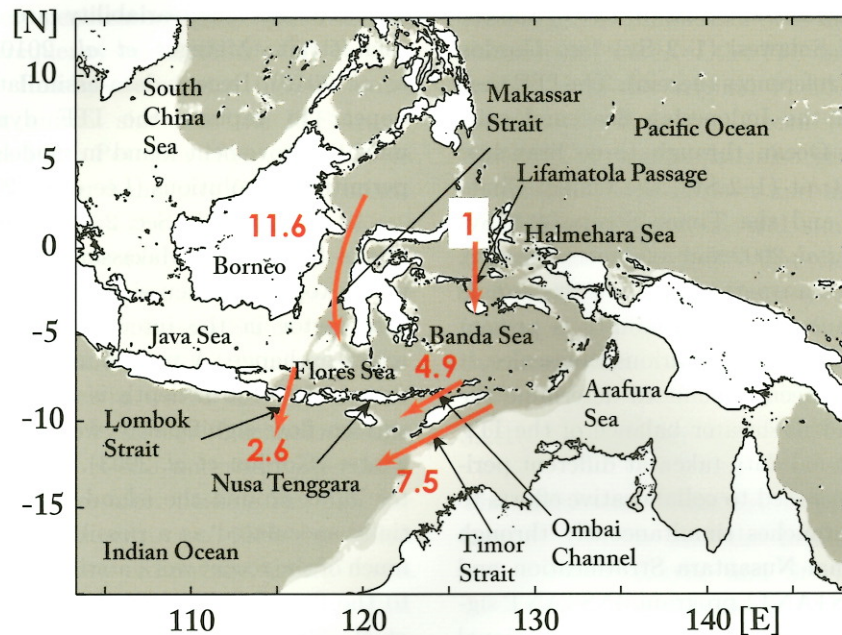 [N]
10
5
0
-5
-10
-15
110
120
130
140 [E]
South
China
Sea
Makassar
Strait
Pacific Ocean
Lifamatola Passage
11.6
1
Halmehara Sea
Borneo
Java Sea
Banda Sea
Flores Sea
4.9
Arafura
Sea
Lombok
Strait
2.6
Nusa Tenggara
7.5
Indian Ocean
Timor
Strait
Ombai
Channel